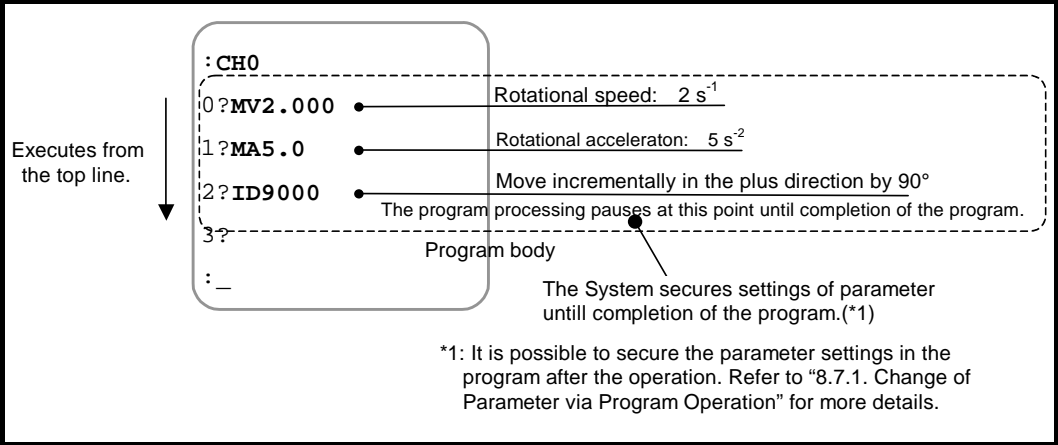 :CH0
0?MV2.000
Rotational speed: 2 s-1
1?MA5.0
Rotational acceleraton: 5 s-2
2?ID9000
Move incrementally in the plus direction by 90°
The program processing pauses at this point until completion of the program.
3?
Program body
:_
Executes from
the top line.
The System secures settings of parameter
untill completion of the program.(*1)
*1: It is possible to secure the parameter settings in the
program after the operation. Refer to “8.7.1. Change of
Parameter via Program Operation” for more details.